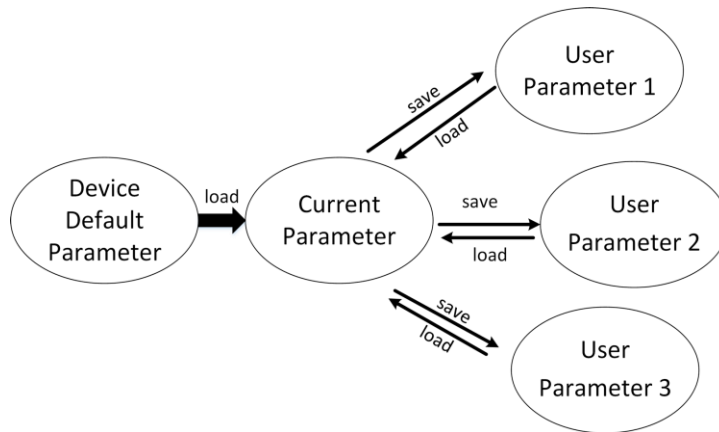 Device
Default
Parameter
load
Current
Parameter
save
load
User
Parameter 1
save
load
User
Parameter 2
save
load
User
Parameter 3